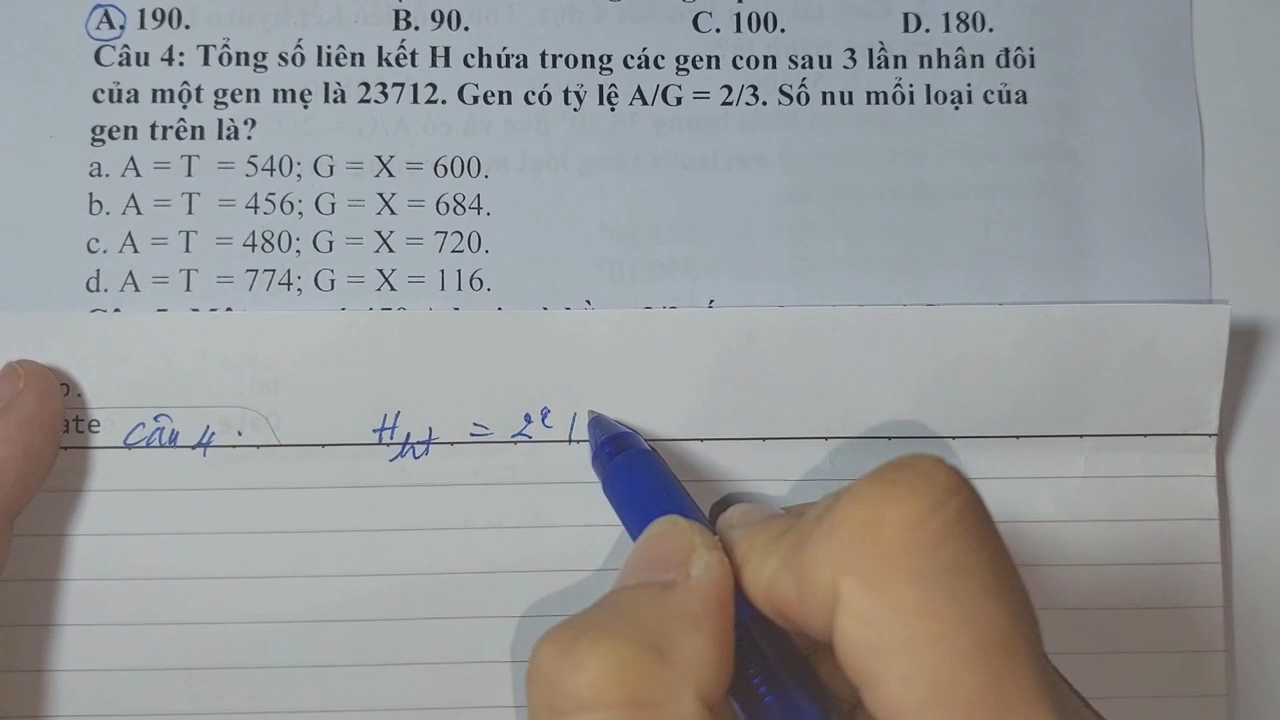 A. 190. B. 90. C. 100. D. 180.
Câu 4: Tổng số liên kết H chứa trong các gen con sau 3 lần nhân đôi
của một gen mẹ là 23712. Gen có tỷ lệ A/G = 2/3. Số nu mỗi loại của
gen trên là?
a. A = T = 540; G = X = 600.
b. A = T = 456; G = X = 684.
c. A = T = 480; G = X = 720.
d. A = T = 774; G = X = 116.
ate Câu 4.